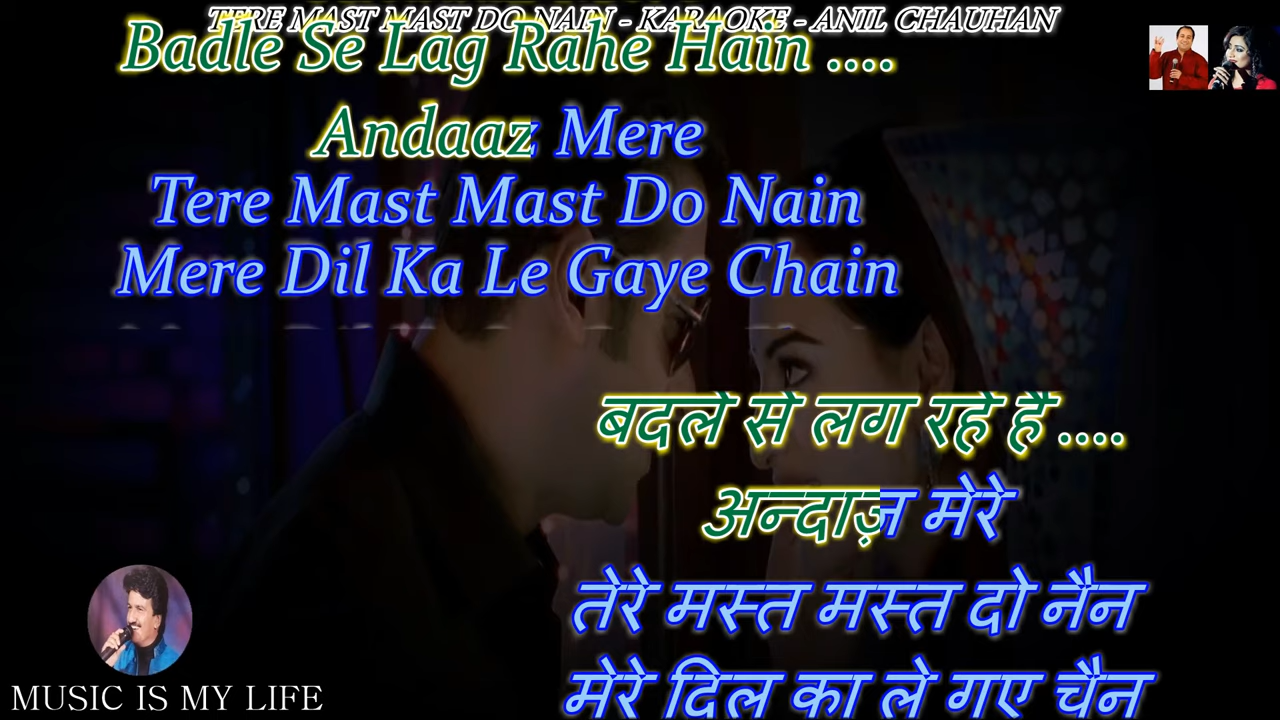 TERE MAST MAST DO NAIN - KARAOKE - ANIL CHAUHAN
Badle Se Lag Rahe Hain ....
Andaaz Mere
Tere Mast Mast Do Nain
Mere Dil Ka Le Gaye Chain
बदले से लग रहे हैं ....
अन्दाज़ मेरे
तेरे मस्त मस्त दो नैन
मेरे दिल का ले गए चैन
MUSIC IS MY LIFE